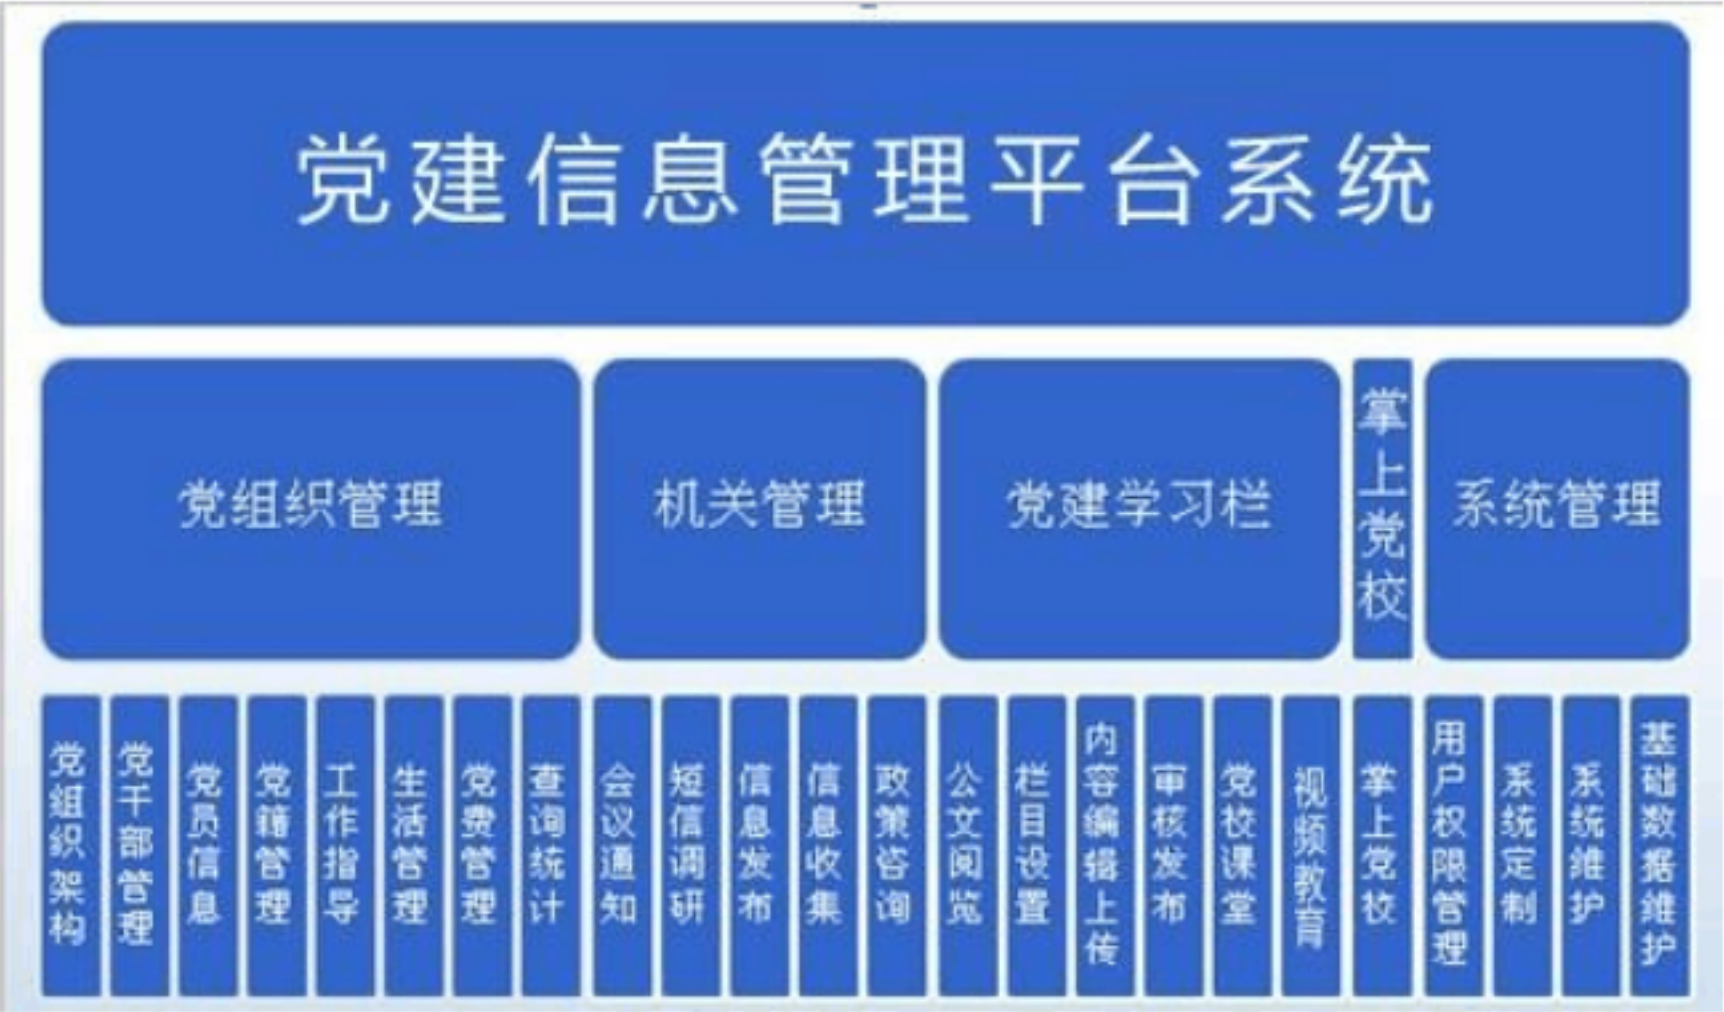 党建信息管理平台系统
党组织管理
机关管理
党建学习栏
掌上党校
系统管理
党组织架构
党干部管理
党员信息
党籍管理
工作指导
生活管理
党费管理
查询统计
会议通知
短信调研
信息发布
信息收集
政策咨询
公文阅览
栏目设置
内容编辑上传
审核发布
党校课堂
视频教育
掌上党校
用户权限管理
系统定制
系统维护
基础数据维护